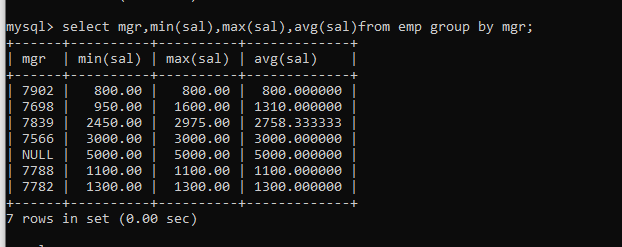 mysql> select mgr,min(sal),max(sal),avg(sal)from emp group by mgr;
+------+----------+----------+-------------+
| mgr  | min(sal) | max(sal) | avg(sal)    |
+------+----------+----------+-------------+
| 7902 |   800.00 |   800.00 |  800.000000 |
| 7698 |   950.00 |  1600.00 | 1310.000000 |
| 7839 |  2450.00 |  2975.00 | 2758.333333 |
| 7566 |  3000.00 |  3000.00 | 3000.000000 |
| NULL |  5000.00 |  5000.00 | 5000.000000 |
| 7788 |  1100.00 |  1100.00 | 1100.000000 |
| 7782 |  1300.00 |  1300.00 | 1300.000000 |
+------+----------+----------+-------------+
7 rows in set (0.00 sec)